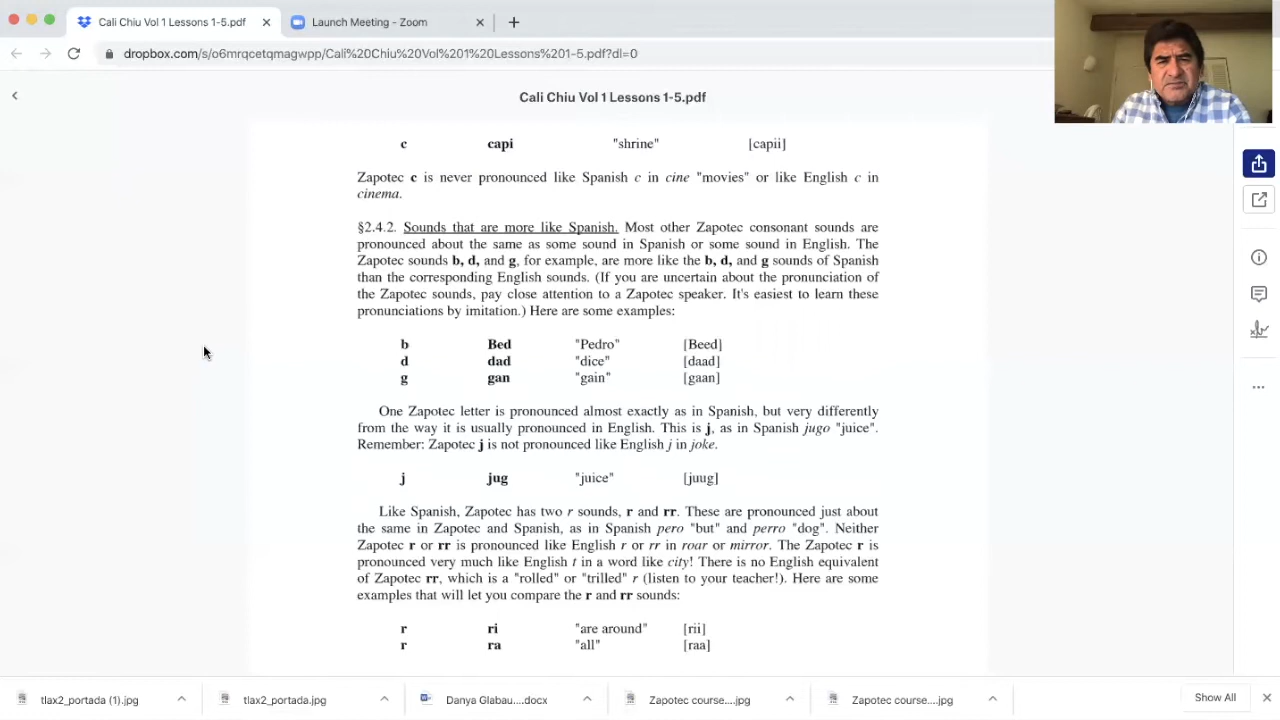 Cali Chiu Vol 1 Lessons 1-5.pdf
Launch Meeting - Zoom
dropbox.com/s/o6mrqcetqmagwpp/Cali%20Chiu%20Vol%201%20Lessons%201-5.pdf?dl=0
Cali Chiu Vol 1 Lessons 1-5.pdf
c capi "shrine" [capii]
Zapotec c is never pronounced like Spanish c in cine "movies" or like English c in
cinema.
§2.4.2. Sounds that are more like Spanish. Most other Zapotec consonant sounds are
pronounced about the same as some sound in Spanish or some sound in English. The
Zapotec sounds b, d, and g, for example, are more like the b, d, and g sounds of Spanish
than the corresponding English sounds. (If you are uncertain about the pronunciation of
the Zapotec sounds, pay close attention to a Zapotec speaker. It's easiest to learn these
pronunciations by imitation.) Here are some examples:
b Bed "Pedro" [Beed]
d dad "dice" [daad]
g gan "gain" [gaan]
One Zapotec letter is pronounced almost exactly as in Spanish, but very differently
from the way it is usually pronounced in English. This is j, as in Spanish jugo "juice".
Remember: Zapotec j is not pronounced like English j in joke.
j jug "juice" [juug]
Like Spanish, Zapotec has two r sounds, r and rr. These are pronounced just about
the same in Zapotec and Spanish, as in Spanish pero "but" and perro "dog". Neither
Zapotec r or rr is pronounced like English r or rr in roar or mirror. The Zapotec r is
pronounced very much like English t in a word like city! There is no English equivalent
of Zapotec rr, which is a "rolled" or "trilled" r (listen to your teacher!). Here are some
examples that will let you compare the r and rr sounds:
r ri "are around" [rii]
r ra "all" [raa]
tlax2_portada (1).jpg
tlax2_portada.jpg
Danya Glabau....docx
Zapotec course....jpg
Zapotec course....jpg
Show All